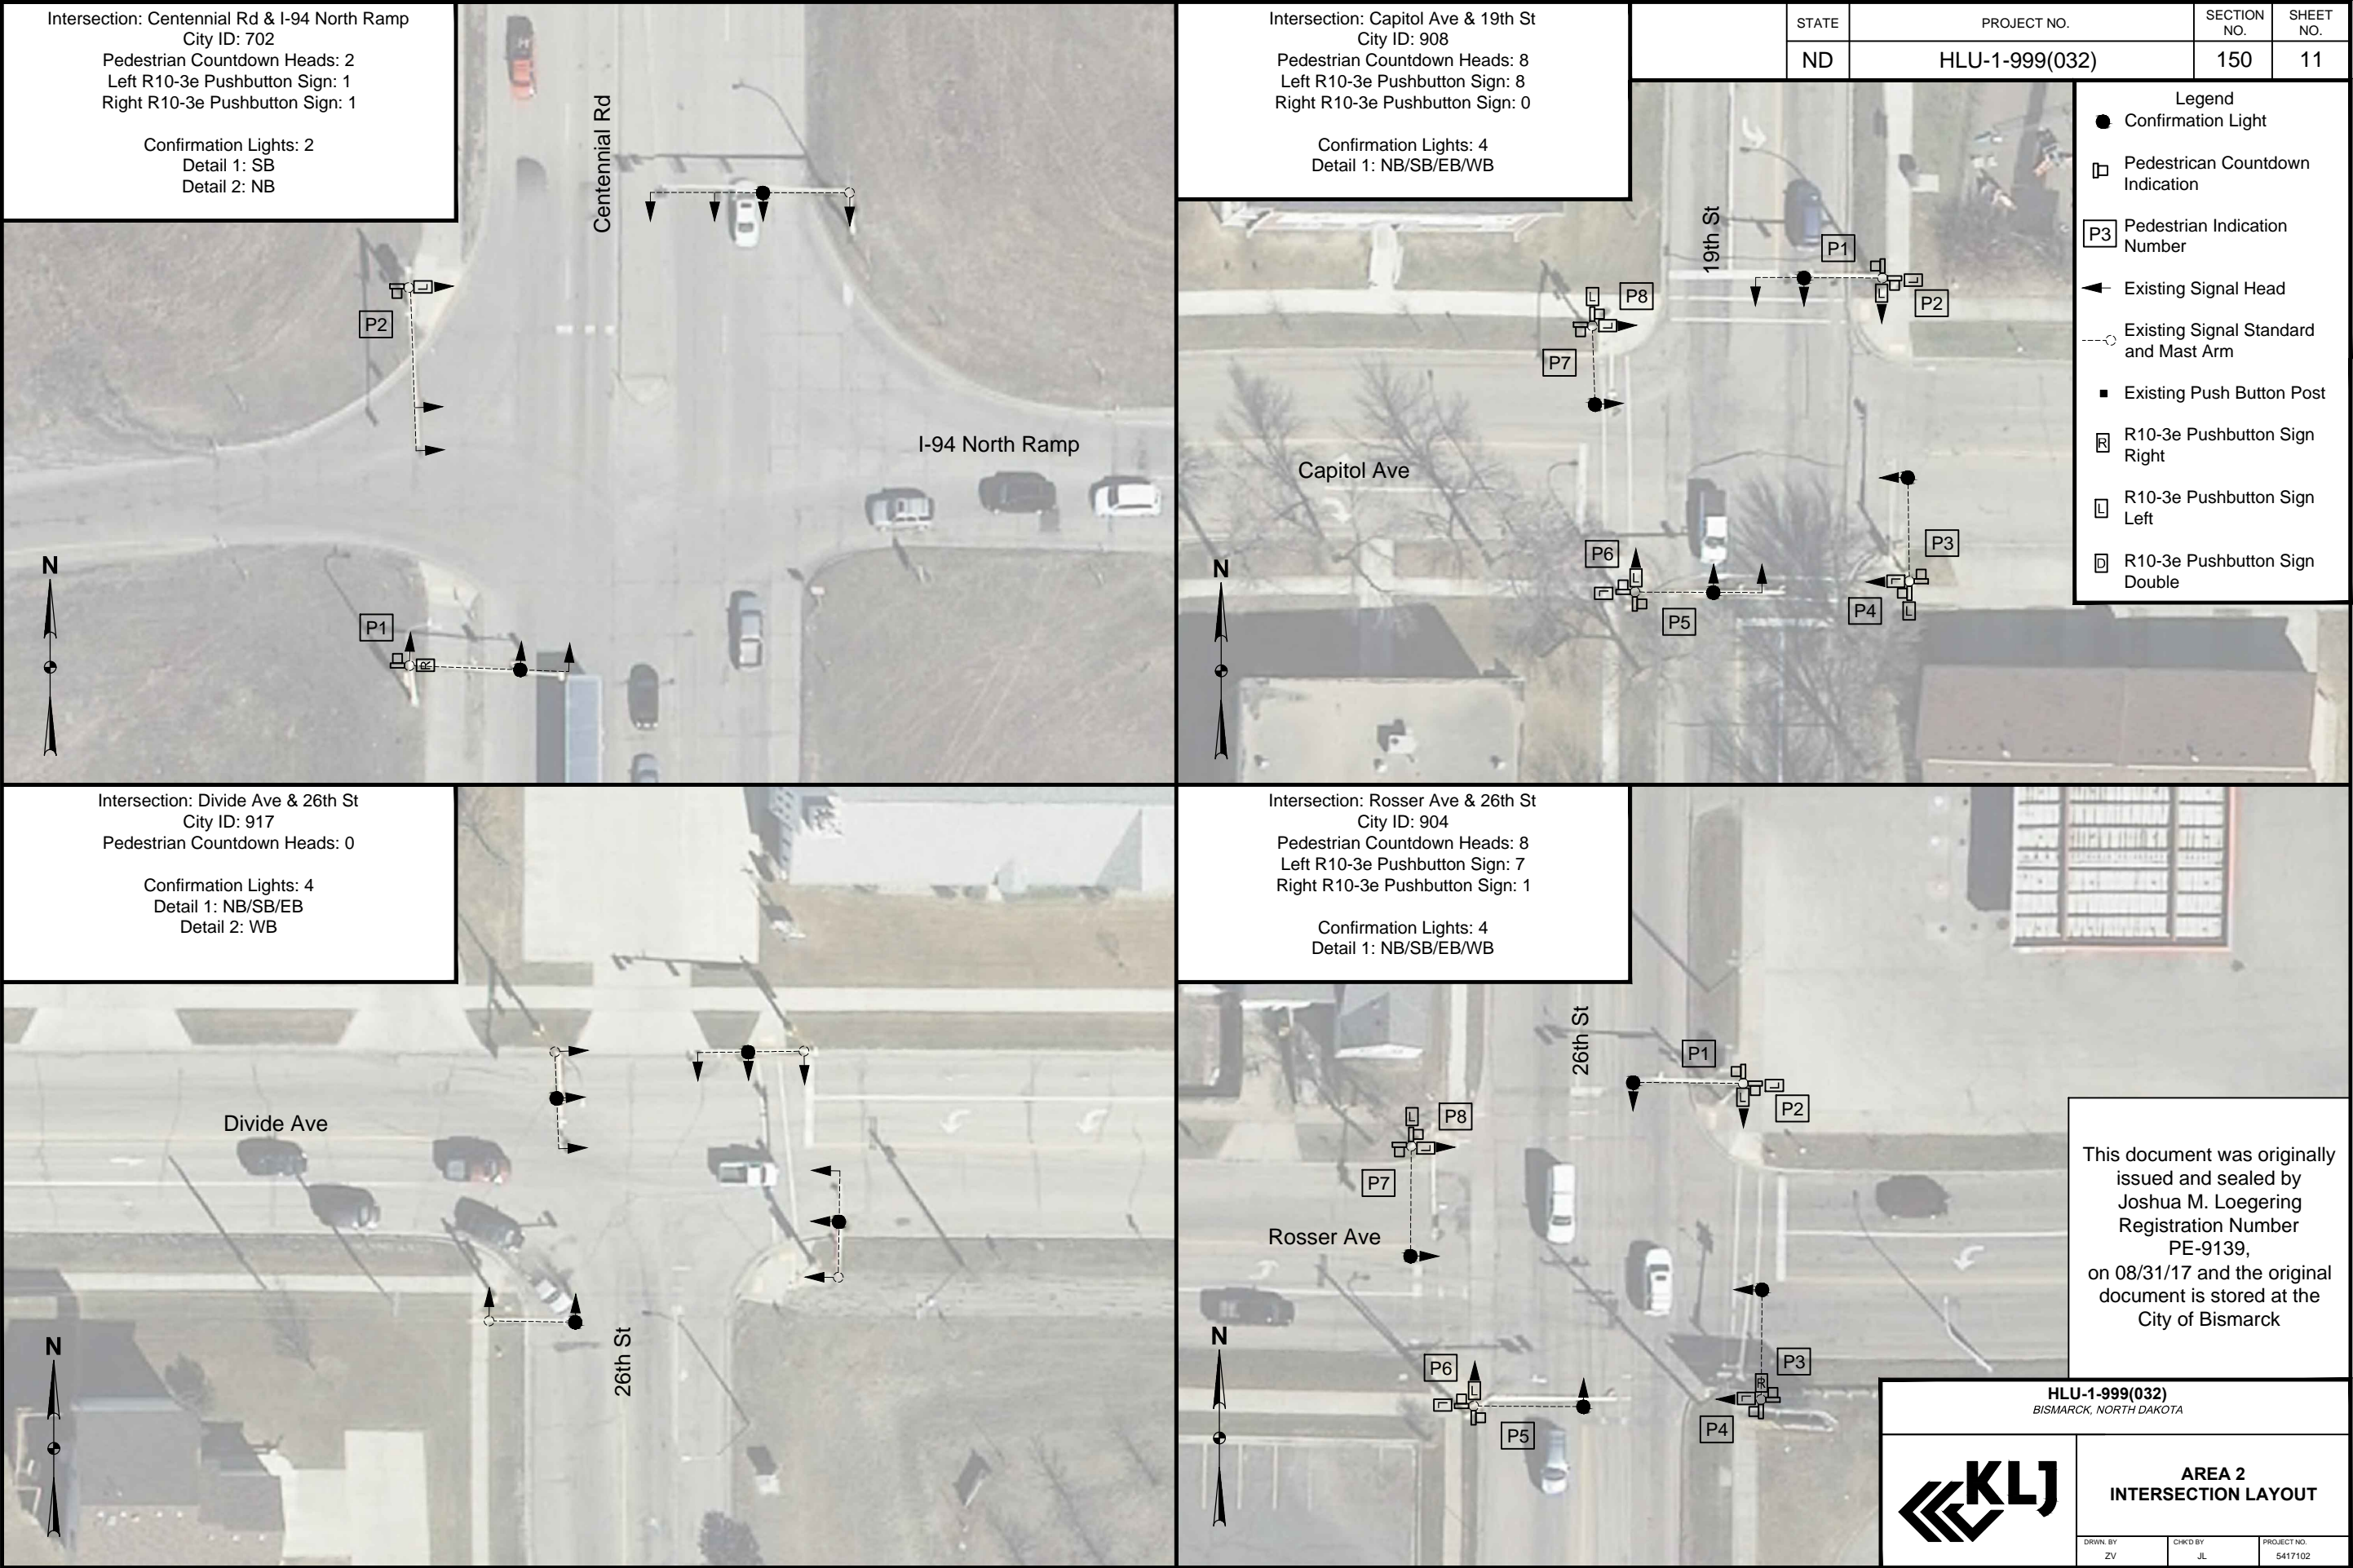 Intersection: Centennial Rd & I-94 North Ramp
City ID: 702
Pedestrian Countdown Heads: 2
Left R10-3e Pushbutton Sign: 1
Right R10-3e Pushbutton Sign: 1
Confirmation Lights: 2
Detail 1: SB
Detail 2: NB
Centennial Rd
P2
I-94 North Ramp
L
N
P1
R
Intersection: Capitol Ave & 19th St
City ID: 908
Pedestrian Countdown Heads: 8
Left R10-3e Pushbutton Sign: 8
Right R10-3e Pushbutton Sign: 0
Confirmation Lights: 4
Detail 1: NB/SB/EB/WB
19th St
P1
L
L
P2
L
P8
L
P7
Capitol Ave
P6
P3
L
L
L
P5
P4
L
N
STATE
PROJECT NO.
SECTION NO.
SHEET NO.
ND
HLU-1-999(032)
150
11
Legend
Confirmation Light
Pedestrican Countdown
Indication
P3
Pedestrian Indication
Number
Existing Signal Head
Existing Signal Standard
and Mast Arm
Existing Push Button Post
R
R10-3e Pushbutton Sign
Right
L
R10-3e Pushbutton Sign
Left
D
R10-3e Pushbutton Sign
Double
Intersection: Divide Ave & 26th St
City ID: 917
Pedestrian Countdown Heads: 0
Confirmation Lights: 4
Detail 1: NB/SB/EB
Detail 2: WB
Divide Ave
26th St
N
Intersection: Rosser Ave & 26th St
City ID: 904
Pedestrian Countdown Heads: 8
Left R10-3e Pushbutton Sign: 7
Right R10-3e Pushbutton Sign: 1
Confirmation Lights: 4
Detail 1: NB/SB/EB/WB
26th St
P1
L
L
P2
L
P8
L
P7
Rosser Ave
P6
P3
L
L
R
L
P5
P4
N
This document was originally
issued and sealed by
Joshua M. Loegering
Registration Number
PE-9139,
on 08/31/17 and the original
document is stored at the
City of Bismarck
HLU-1-999(032)
BISMARCK, NORTH DAKOTA
KLJ
AREA 2
INTERSECTION LAYOUT
DRWN. BY
ZV
CHK'D BY
JL
PROJECT NO.
5417102